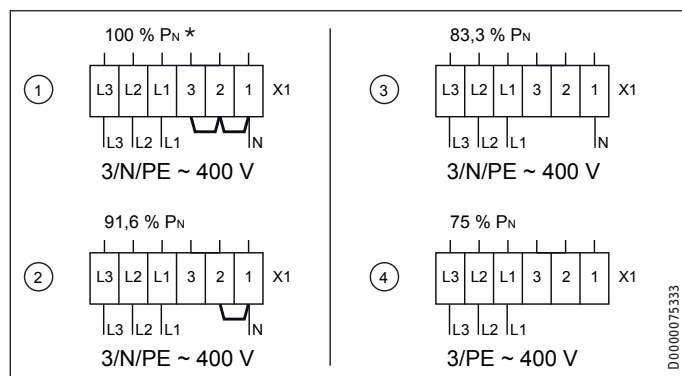 100 % PN *
1
L3 L2 L1 3 2 1 X1
L3 L2 L1 N
3/N/PE ~ 400 V
91,6 % PN
2
L3 L2 L1 3 2 1 X1
L3 L2 L1 N
3/N/PE ~ 400 V
83,3 % PN
3
L3 L2 L1 3 2 1 X1
L3 L2 L1 N
3/N/PE ~ 400 V
75 % PN
4
L3 L2 L1 3 2 1 X1
L3 L2 L1
3/PE ~ 400 V
D0000075333